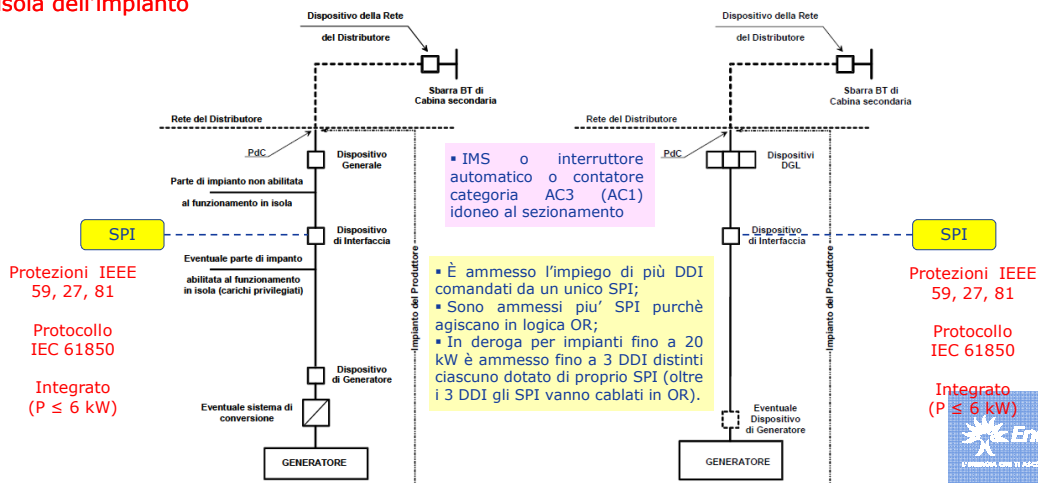 isola dell'impianto
Dispositivo della Rete
del Distributore
Sbarra BT di
Cabina secondaria
Rete del Distributore
PdC
Dispositivo
Generale
Parte di impianto non abilitata
al funzionamento in isola
SPI
Dispositivo
di Interfaccia
Eventuale parte di impanto
abilitata al funzionamento
in isola (carichi privilegiati)
Protezioni IEEE
59, 27, 81
Protocollo
IEC 61850
Integrato
(P ≤ 6 kW)
Dispositivo
di Generatore
Eventuale sistema di
conversione
GENERATORE
Impianto del Produttore
▪ IMS o interruttore
automatico o contatore
categoria AC3 (AC1)
idoneo al sezionamento
▪ È ammesso l'impiego di più DDI
comandati da un unico SPI;
▪ Sono ammessi piu' SPI purchè
agiscano in logica OR;
▪ In deroga per impianti fino a 20
kW è ammesso fino a 3 DDI distinti
ciascuno dotato di proprio SPI (oltre
i 3 DDI gli SPI vanno cablati in OR).
Dispositivo della Rete
del Distributore
Sbarra BT di
Cabina secondaria
Rete del Distributore
PdC
Dispositivi
DGL
Dispositivo
di Interfaccia
SPI
Impianto del Produttore
Protezioni IEEE
59, 27, 81
Protocollo
IEC 61850
Integrato
(P ≤ 6 kW)
Eventuale
Dispositivo
di Generatore
GENERATORE